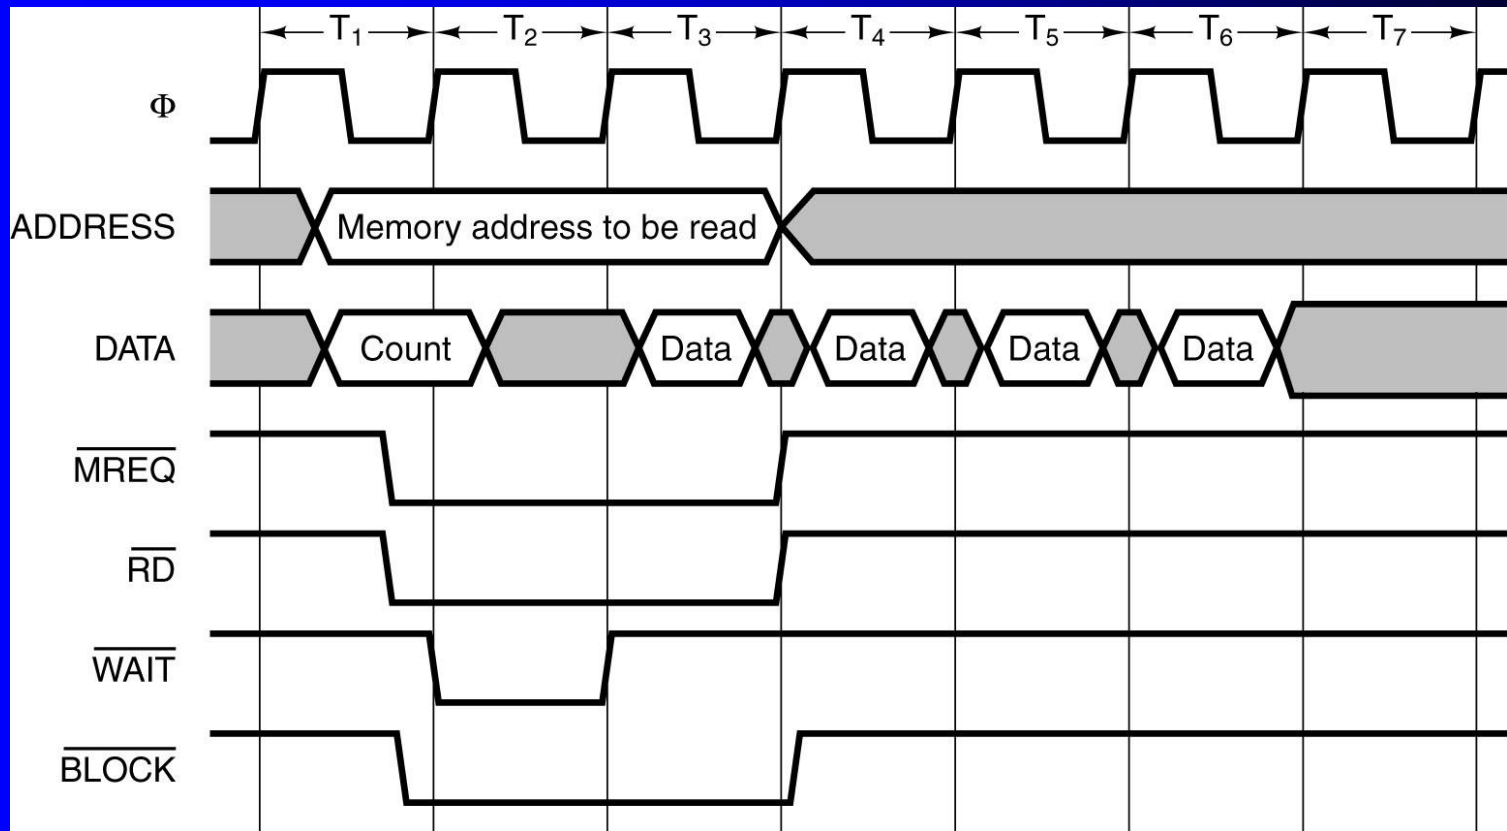 T₁ T₂ T₃ T₄ T₅ T₆ T₇
Φ
ADDRESS Memory address to be read
DATA Count Data Data Data Data
MREQ
RD
WAIT
BLOCK